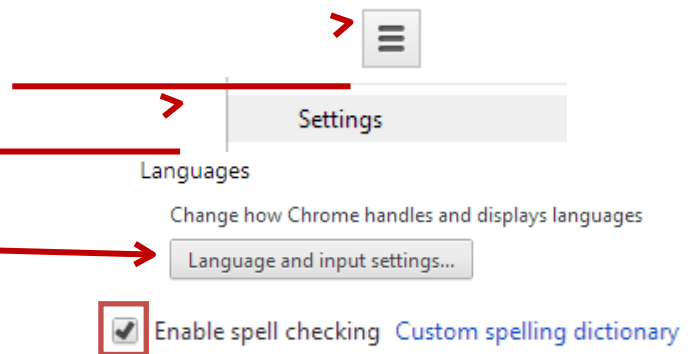 Settings
Languages
Change how Chrome handles and displays languages
Language and input settings...
Enable spell checking Custom spelling dictionary